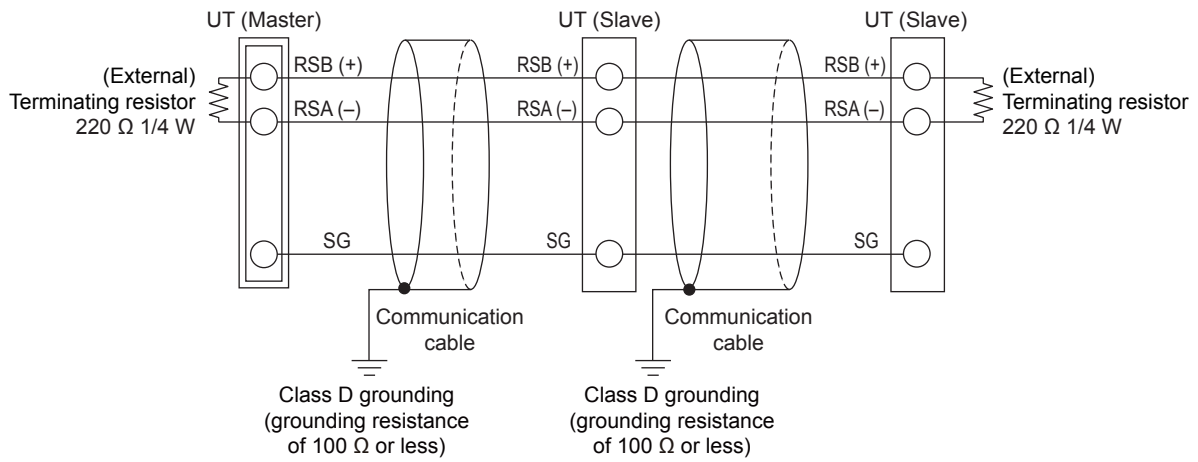 UT (Master)
UT (Slave)
UT (Slave)
(External)
Terminating resistor
220 Ω 1/4 W
RSB (+)
RSB (+)
RSB (+)
(External)
Terminating resistor
220 Ω 1/4 W
RSA (–)
RSA (–)
RSA (–)
SG
SG
SG
Communication
cable
Communication
cable
Class D grounding
(grounding resistance
of 100 Ω or less)
Class D grounding
(grounding resistance
of 100 Ω or less)